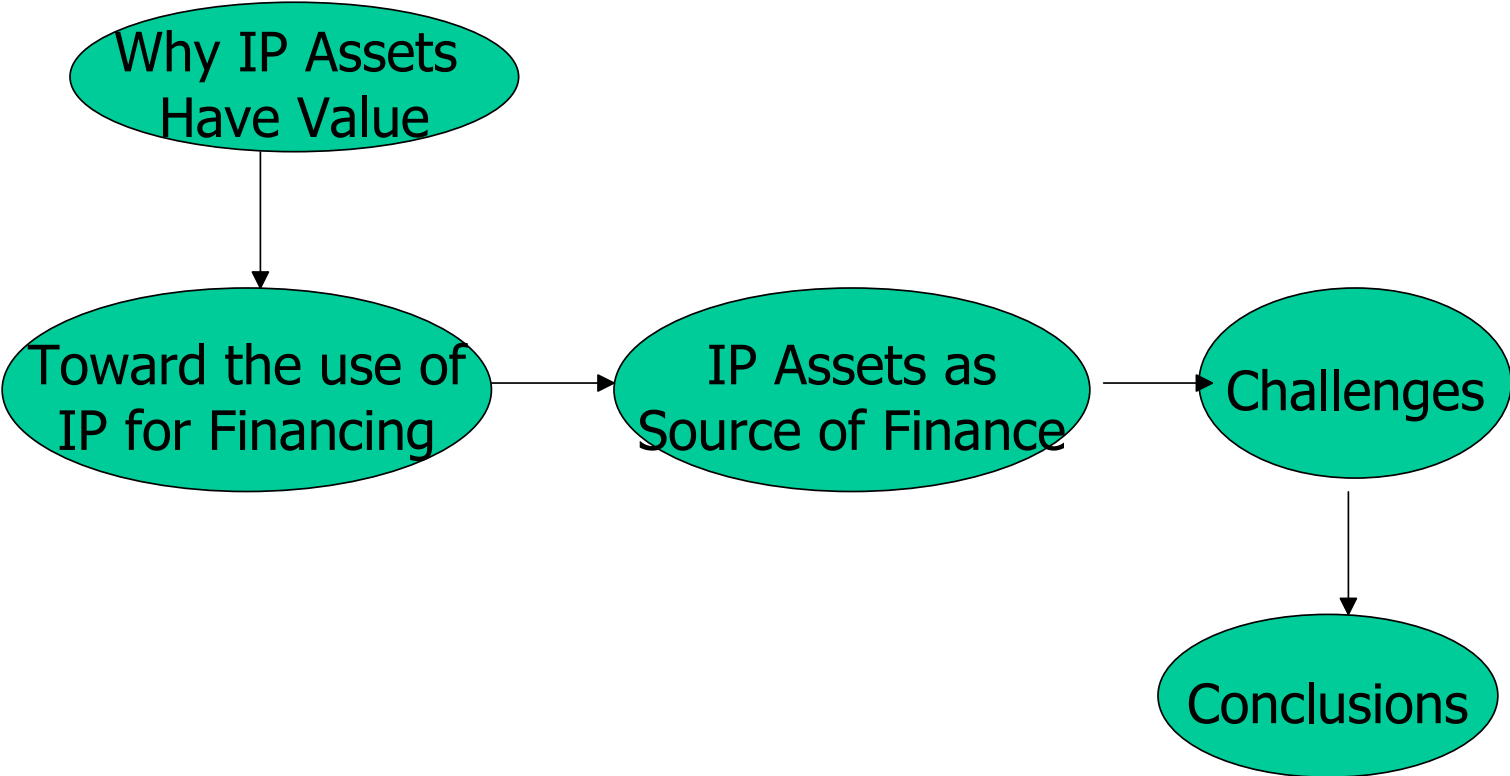 Why IP Assets
Have Value
Toward the use of
IP for Financing
IP Assets as
Source of Finance
Challenges
Conclusions